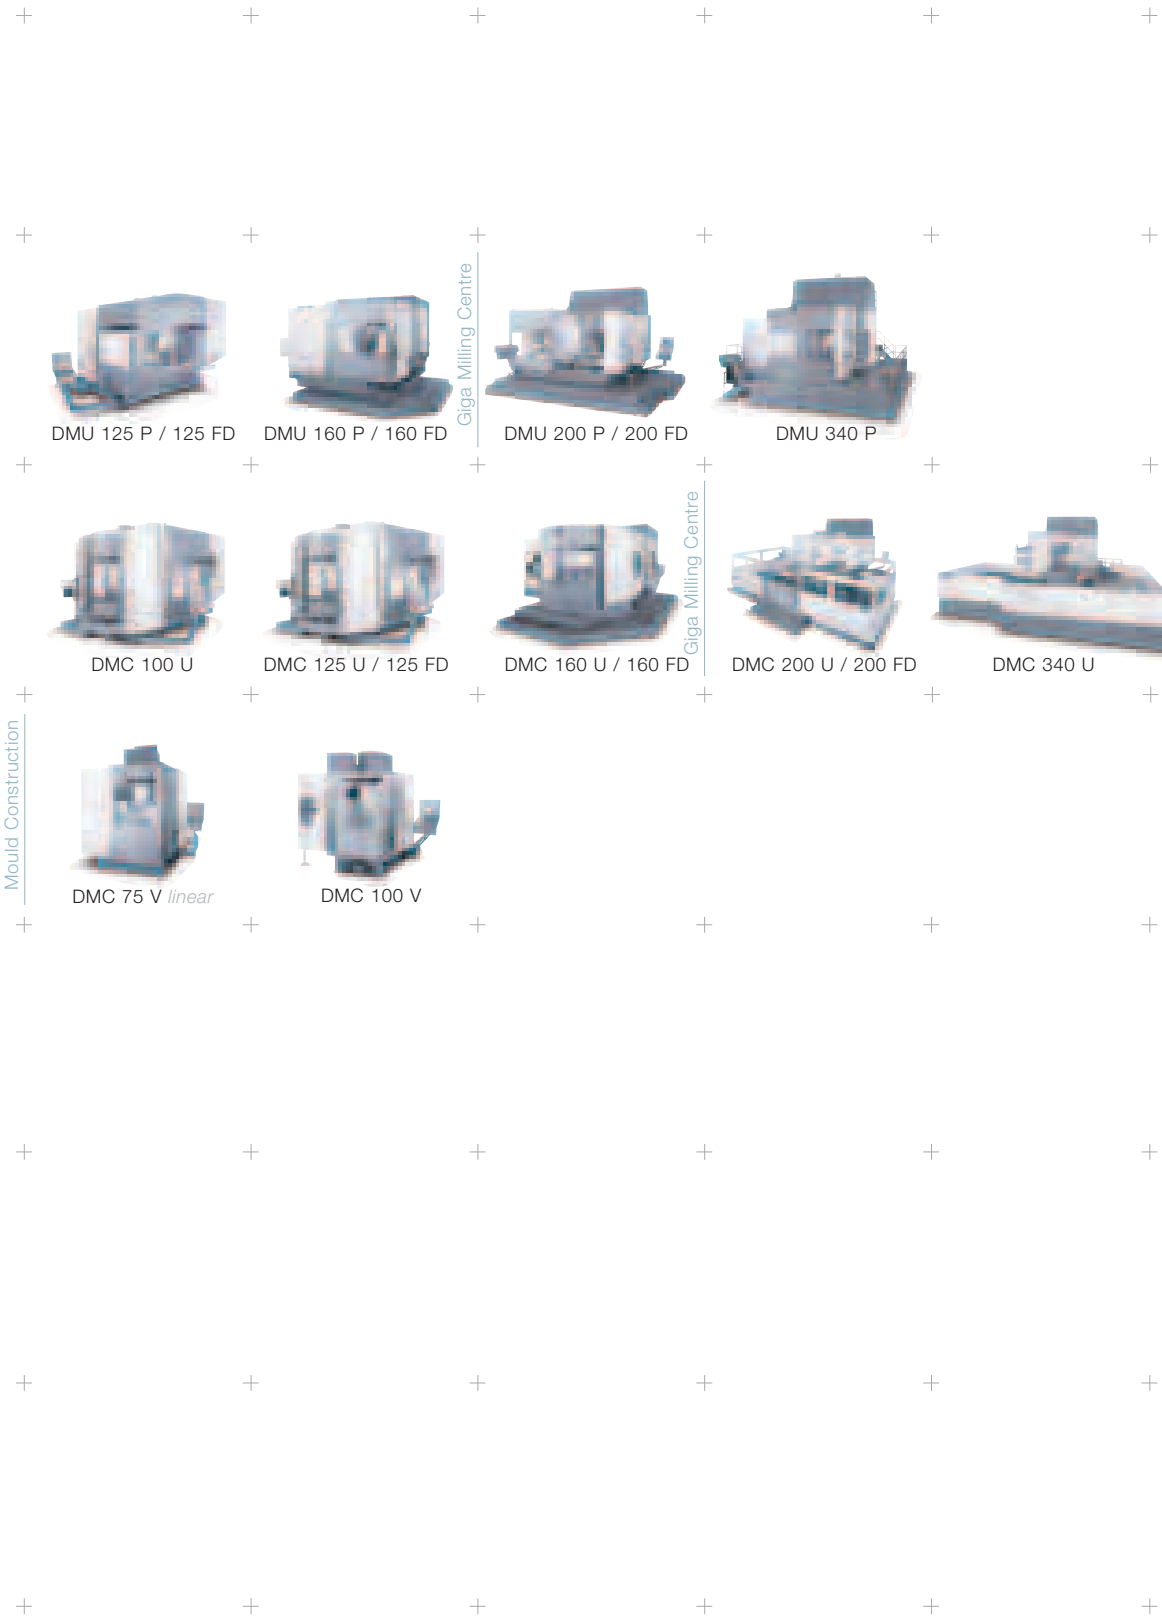 Giga Milling Centre
DMU 125 P / 125 FD
DMU 160 P / 160 FD
DMU 200 P / 200 FD
DMU 340 P
Giga Milling Centre
DMC 100 U
DMC 125 U / 125 FD
DMC 160 U / 160 FD
DMC 200 U / 200 FD
DMC 340 U
Mould Construction
DMC 75 V linear
DMC 100 V